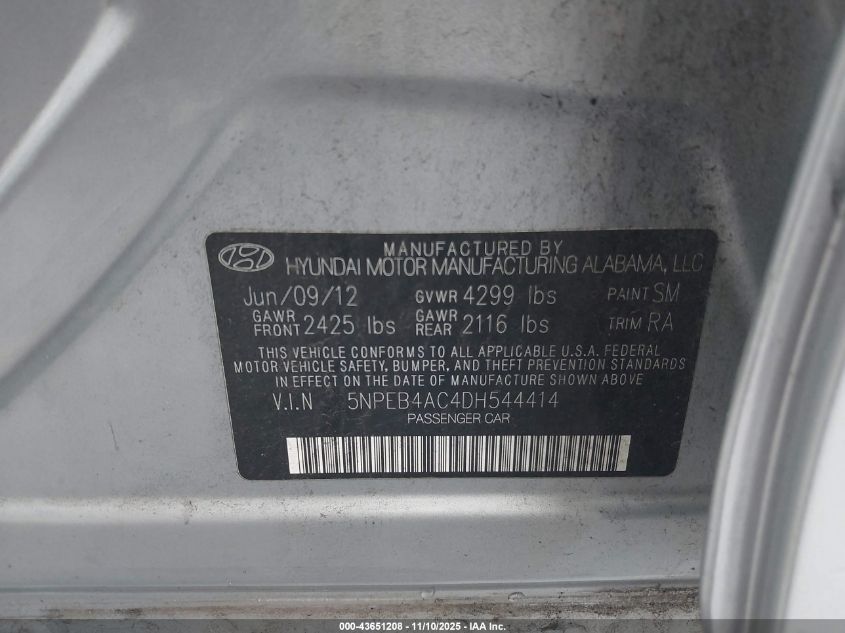 MANUFACTURED BY
HYUNDAI MOTOR MANUFACTURING ALABAMA, LLC
Jun/09/12 GVWR 4299 lbs PAINT SM
GAWR FRONT 2425 lbs GAWR REAR 2116 lbs TRIM RA
THIS VEHICLE CONFORMS TO ALL APPLICABLE U.S.A. FEDERAL
MOTOR VEHICLE SAFETY, BUMPER, AND THEFT PREVENTION STANDARDS
IN EFFECT ON THE DATE OF MANUFACTURE SHOWN ABOVE
V.I.N 5NPEB4AC4DH544414
PASSENGER CAR
000-43651208 - 11/10/2025 - IAA Inc.